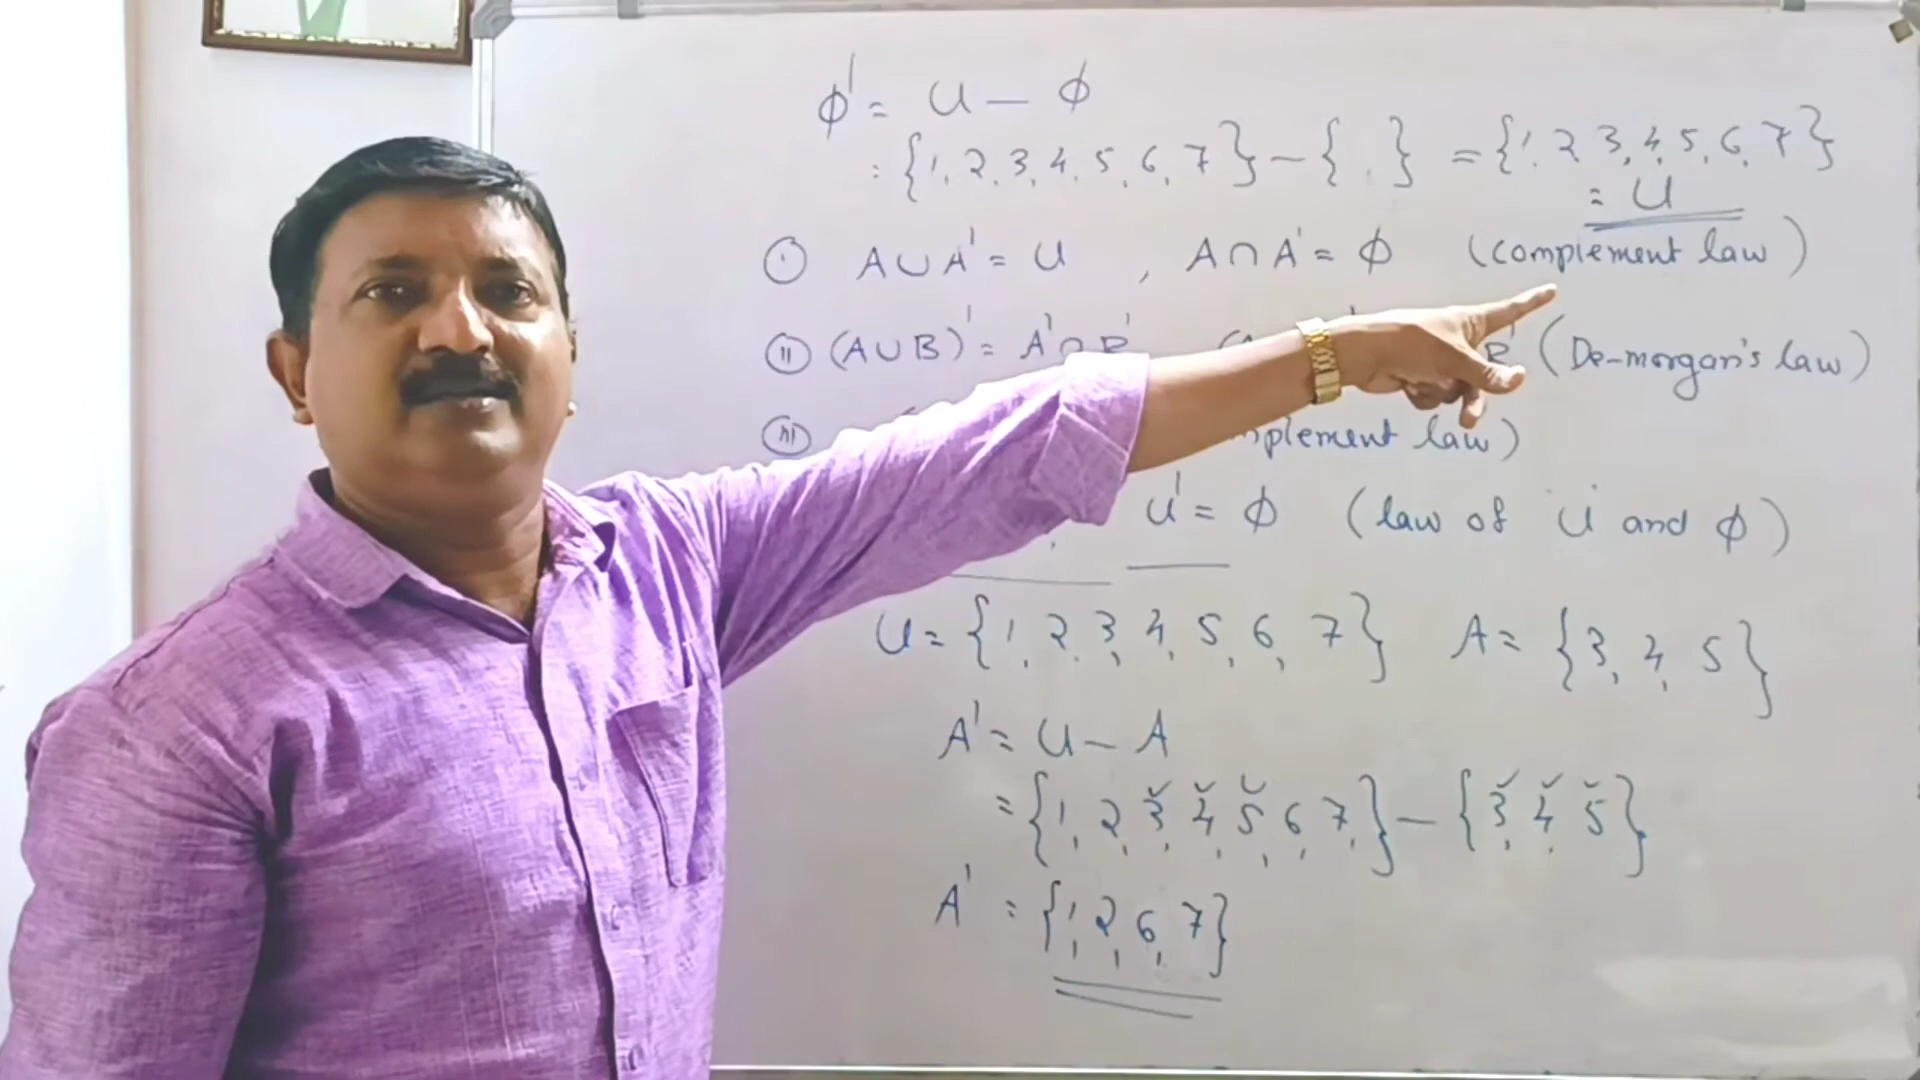 ϕ' = U − ϕ
= {1, 2, 3, 4, 5, 6, 7} − { . } = {1, 2, 3, 4, 5, 6, 7}
= U
(i) A∪A' = U , A∩A' = ϕ (complement law)
(ii) (A∪B)' = A'∩B' ( B' (De-morgan's law)
(iii) plement law)
U' = ϕ (law of U and ϕ)
U = {1, 2, 3, 4, 5, 6, 7} A = {3, 4, 5}
A' = U − A
= {1, 2, 3, 4, 5, 6, 7} − {3, 4, 5}
A' = {1, 2, 6, 7}